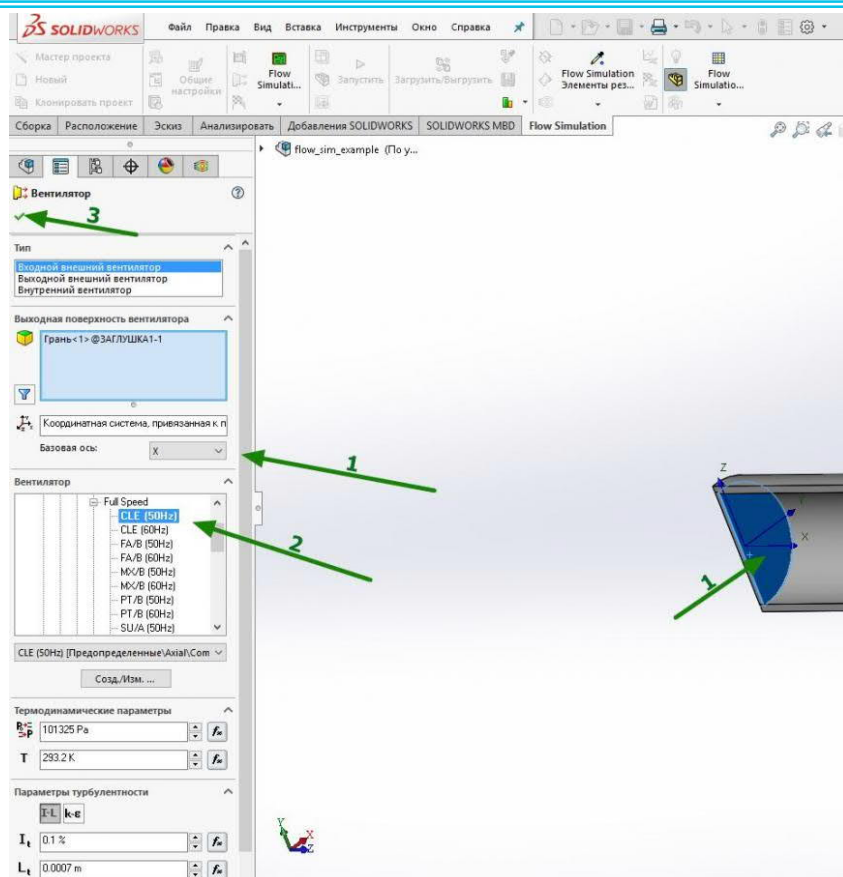 SOLIDWORKS
Файл Правка Вид Вставка Инструменты Окно Справка
Мастер проекта
Новый
Клонировать проект
Общие настройки
Flow Simulati...
Запустить
Загрузить/Выгрузить
Flow Simulation Элементы рез...
Flow Simulatio...
Сборка Расположение Эскиз Анализировать Добавления SOLIDWORKS SOLIDWORKS MBD Flow Simulation
flow_sim_example (По у...
Вентилятор
3
Тип
Входной внешний вентилятор
Выходной внешний вентилятор
Внутренний вентилятор
Выходная поверхность вентилятора
Грань<1>@ЗАГЛУШКА1-1
Координатная система, привязанная к п
Базовая ось: X
1
Вентилятор
Full Speed
CLE (50Hz)
CLE (60Hz)
FA/B (50Hz)
FA/B (60Hz)
MX/B (50Hz)
MX/B (60Hz)
PT/B (50Hz)
PT/B (60Hz)
SU/A (50Hz)
2
CLE (50Hz) [Предопределенные\Axial\Com
Созд./Изм. ...
Термодинамические параметры
101325 Pa
T 293.2 K
Параметры турбулентности
I-L k-ε
It 0.1 %
Lt 0.0007 m
Z
X
1
Y
X
Z